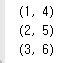 (1, 4)
(2, 5)
(3, 6)